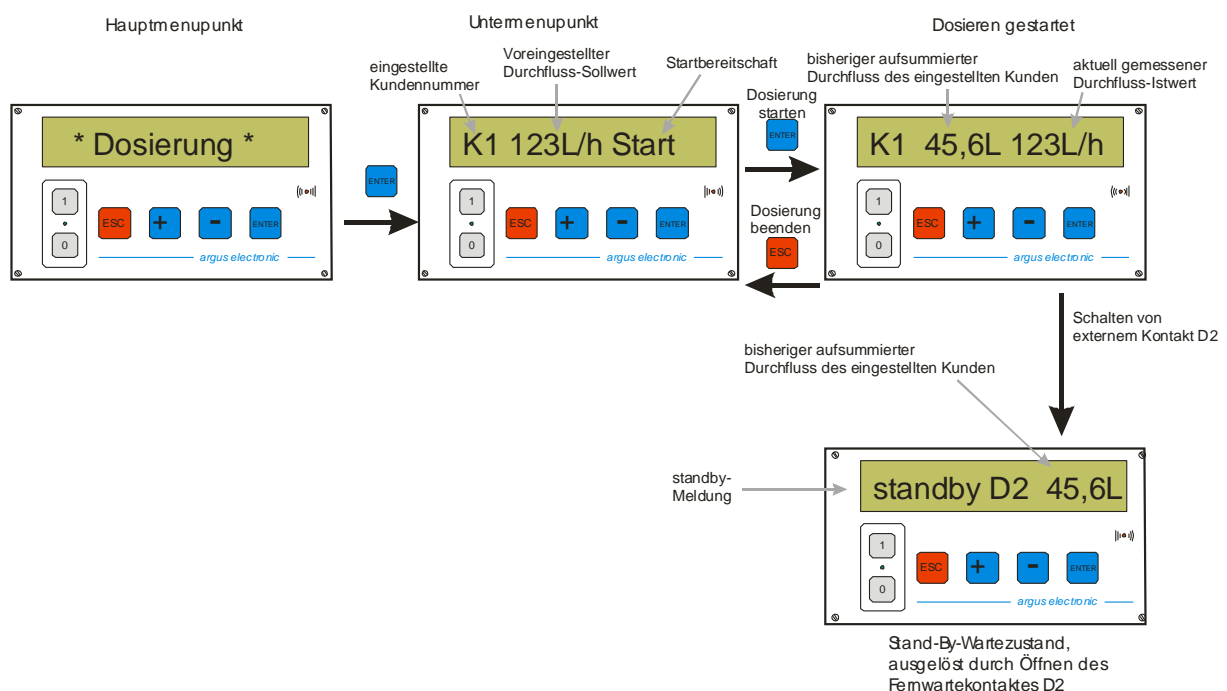 Hauptmenupunkt
Untermenupunkt
Dosieren gestartet
eingestellte
Kundennummer
Voreingestellter
Durchfluss-Sollwert
Startbereitschaft
bisheriger aufsummierter
Durchfluss des eingestellten Kunden
aktuell gemessener
Durchfluss-Istwert
* Dosierung *
1
0
ESC
+
-
ENTER
argus electronic
ENTER
K1 123L/h Start
1
0
ESC
+
-
ENTER
argus electronic
Dosierung
starten
ENTER
Dosierung
beenden
ESC
K1 45,6L 123L/h
1
0
ESC
+
-
ENTER
argus electronic
Schalten von
externem Kontakt D2
bisheriger aufsummierter
Durchfluss des eingestellten Kunden
standby-
Meldung
standby D2 45,6L
1
0
ESC
+
-
ENTER
argus electronic
Stand-By-Wartezustand,
ausgelöst durch Öffnen des
Fernwartekontaktes D2